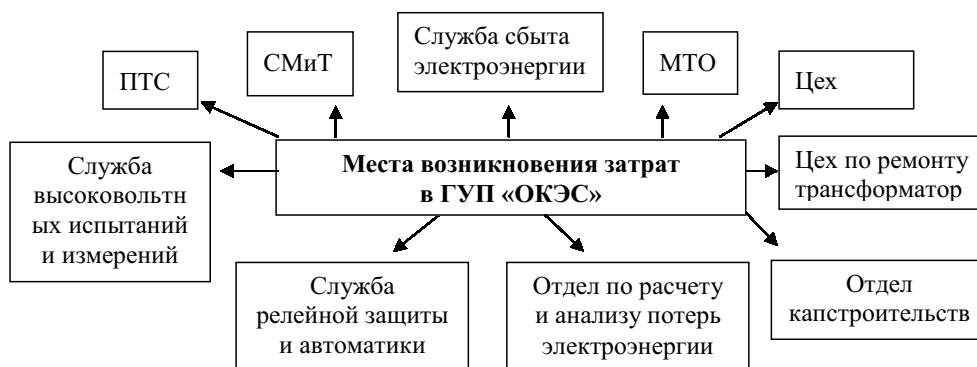 Служба сбыта
электроэнергии
ПТС
СМиТ
МТО
Цех
Места возникновения затрат
в ГУП «ОКЭС»
Служба
высоковольтн
ых испытаний
и измерений
Цех по ремонту
трансформатор
Служба
релейной защиты
и автоматики
Отдел по расчету
и анализу потерь
электроэнергии
Отдел
капстроительств